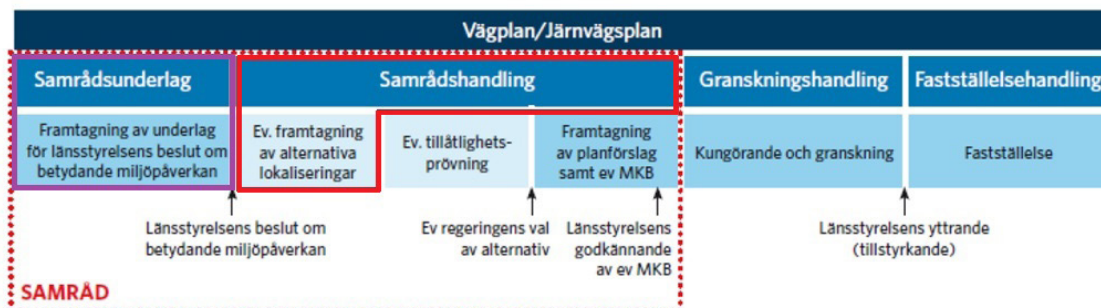 Vägplan/Järnvägsplan
Samrådsunderlag
Samrådshandling
Granskningshandling
Fastställelsehandling
Framtagning av underlag
för länsstyrelsens beslut om
betydande miljöpåverkan
Ev. framtagning
av alternativa
lokaliseringar
Ev. tillåtlighets-
prövning
Framtagning
av planförslag
samt ev MKB
Kungörande och granskning
Fastställelse
Länsstyrelsens beslut om
betydande miljöpåverkan
Ev regeringens val
av alternativ
Länsstyrelsens
godkännande
av ev MKB
Länsstyrelsens yttrande
(tillstyrkande)
SAMRÅD